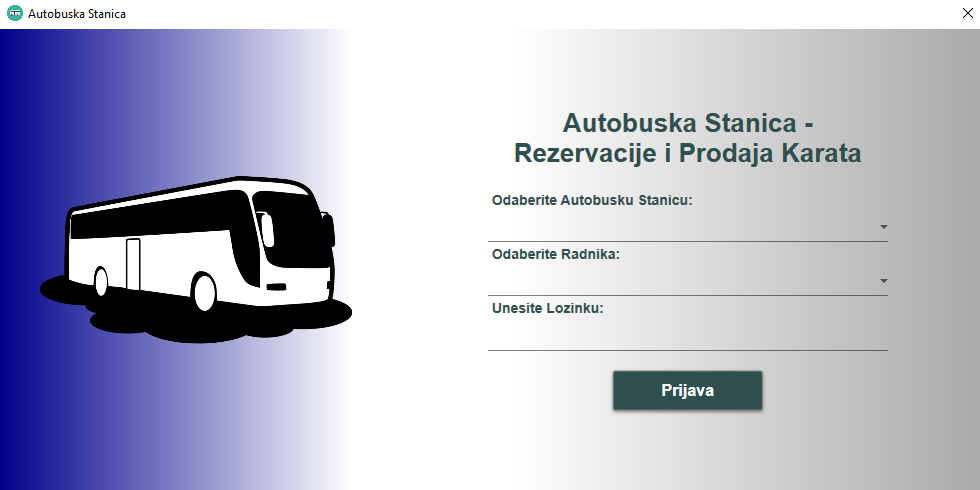 Autobuska Stanica
Autobuska Stanica -
Rezervacije i Prodaja Karata
Odaberite Autobusku Stanicu:
Odaberite Radnika:
Unesite Lozinku:
Prijava